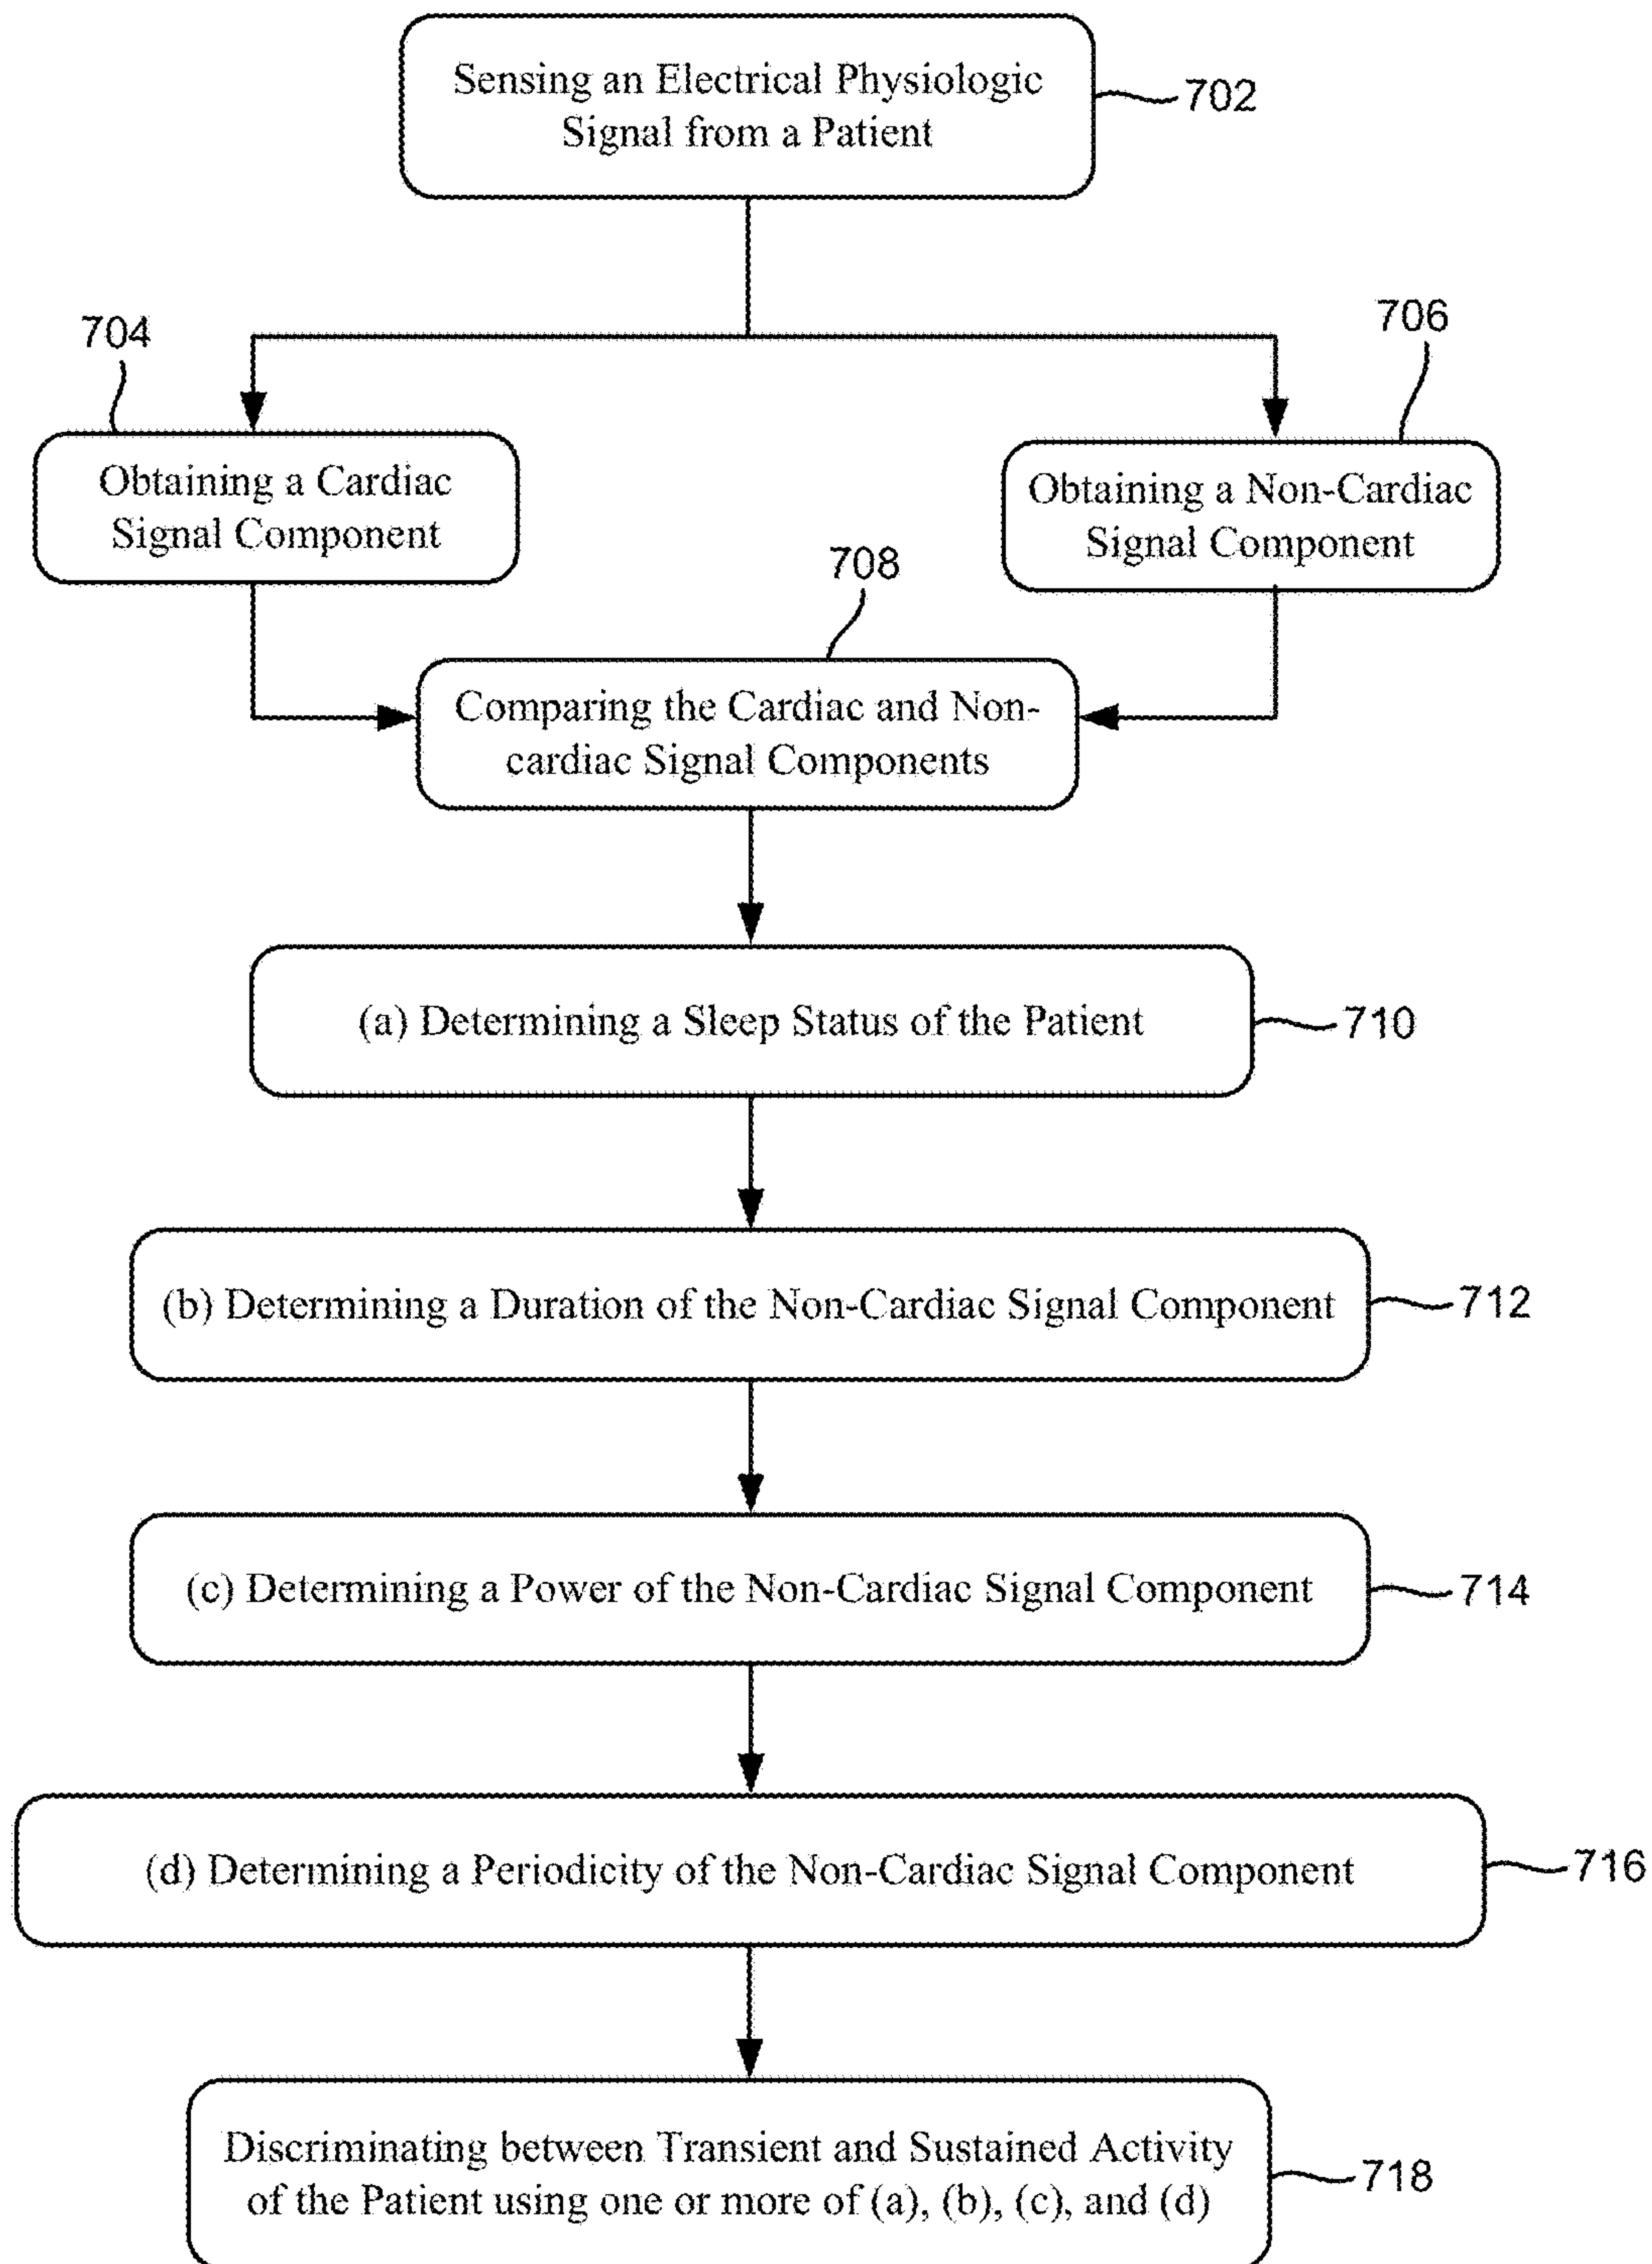 Sensing an Electrical Physiologic
Signal from a Patient
702
704
706
Obtaining a Cardiac
Signal Component
Obtaining a Non-Cardiac
Signal Component
708
Comparing the Cardiac and Non-
cardiac Signal Components
(a) Determining a Sleep Status of the Patient
710
(b) Determining a Duration of the Non-Cardiac Signal Component
712
(c) Determining a Power of the Non-Cardiac Signal Component
714
(d) Determining a Periodicity of the Non-Cardiac Signal Component
716
Discriminating between Transient and Sustained Activity
of the Patient using one or more of (a), (b), (c), and (d)
718